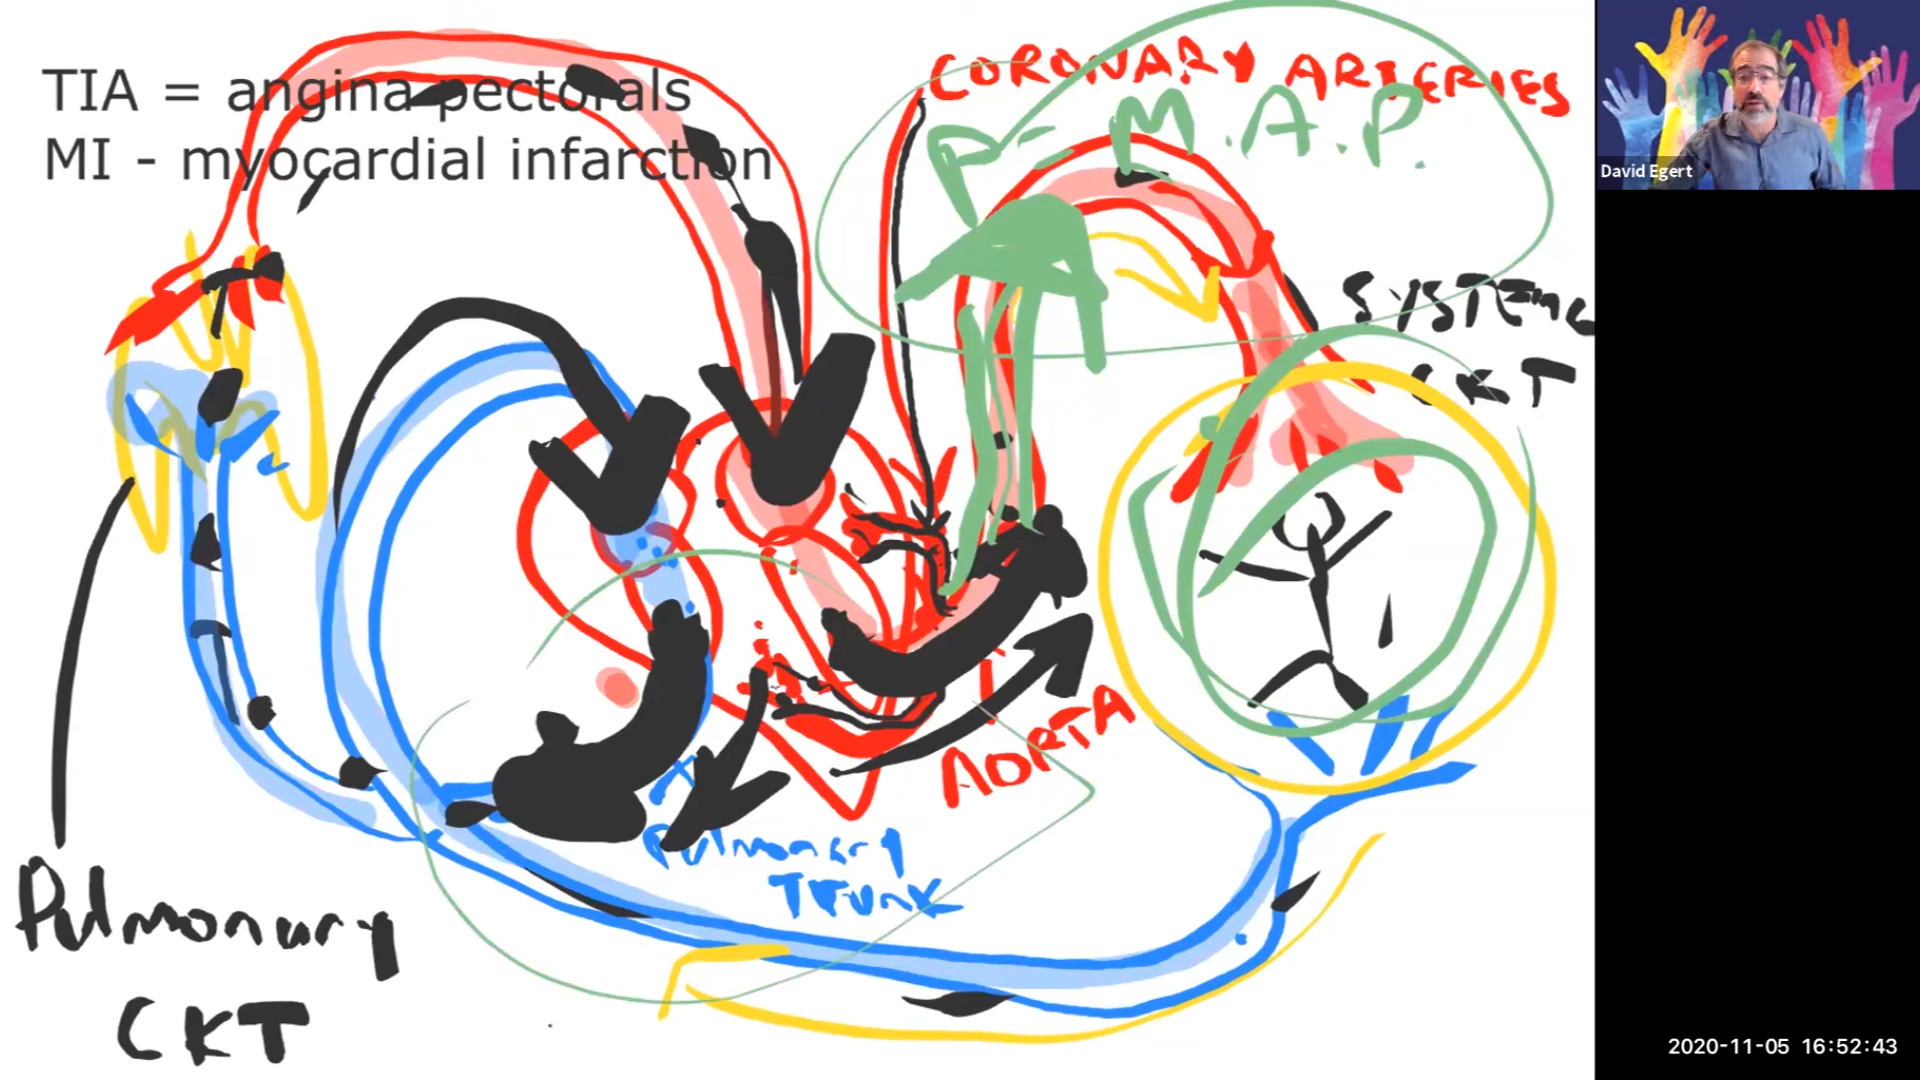 TIA = angina pectorals
MI - myocardial infarction
CORONARY ARTERIES
P = M.A.P.
SYSTEMC
CKT
AORTA
Pulmonary
Trunk
Pulmonary
CKT
David Egert
2020-11-05 16:52:43